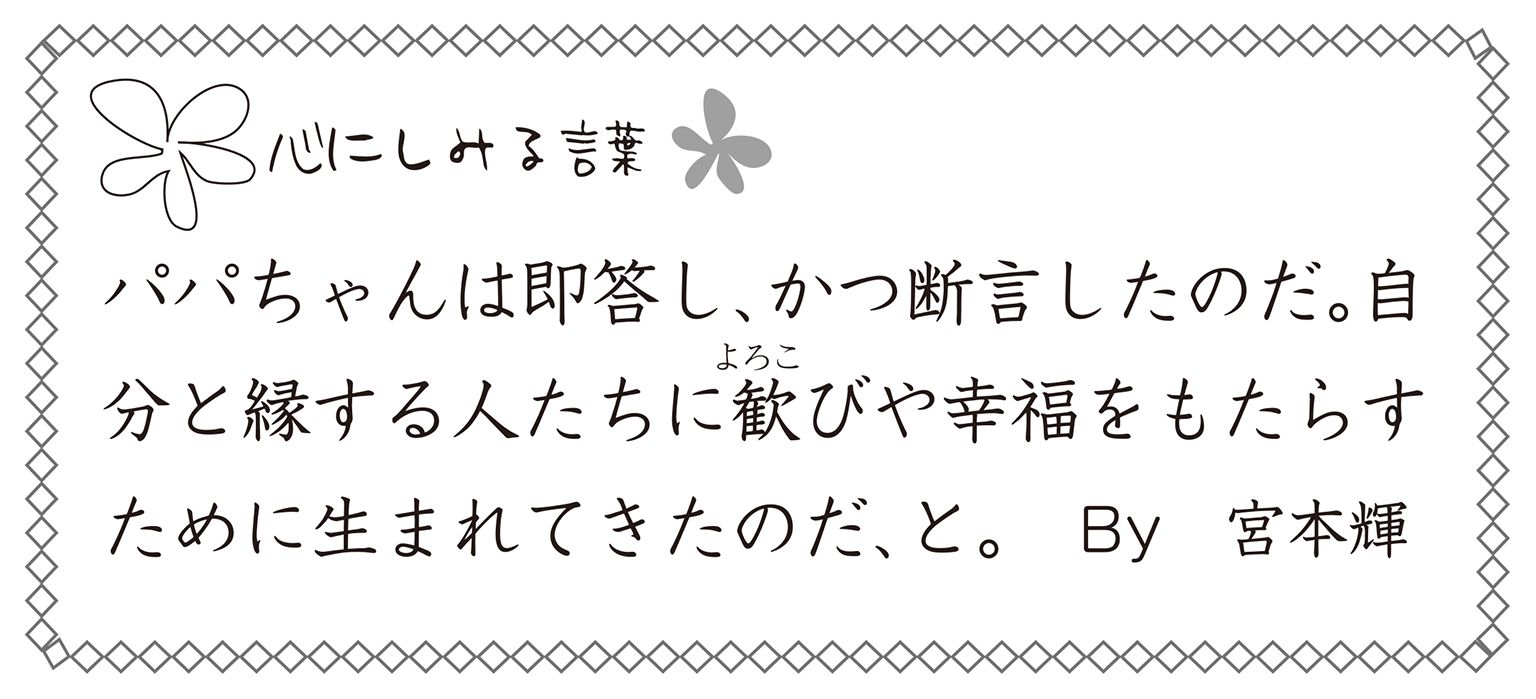 心にしみる言葉
パパちゃんは即答し、かつ断言したのだ。自
よろこ
分と縁する人たちに歓びや幸福をもたらす
ために生まれてきたのだ、と。 By 宮本輝